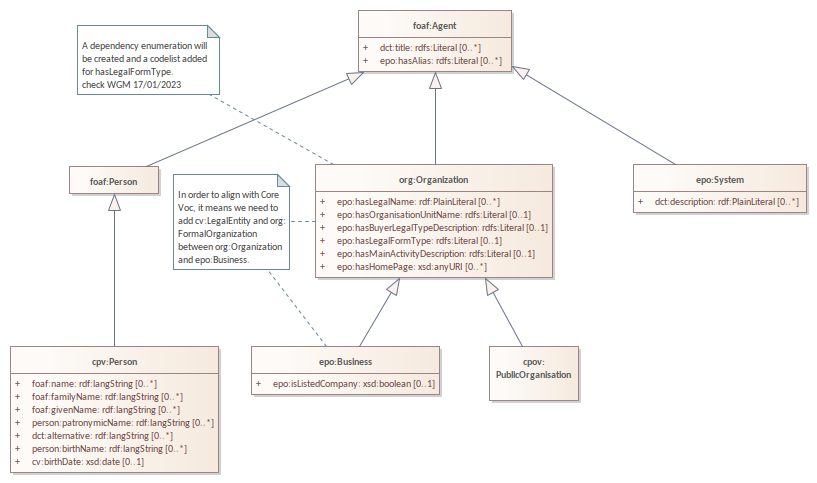 foaf:Agent
+ dct:title: rdfs:Literal [0..*]
+ epo:hasAlias: rdfs:Literal [0..*]
A dependency enumeration will
be created and a codelist added
for hasLegalFormType.
check WGM 17/01/2023
foaf:Person
In order to align with Core
Voc, it means we need to
add cv:LegalEntity and org:
FormalOrganization
between org:Organization
and epo:Business.
org:Organization
+ epo:hasLegalName: rdf:PlainLiteral [0..*]
+ epo:hasOrganisationUnitName: rdfs:Literal [0..1]
+ epo:hasBuyerLegalTypeDescription: rdfs:Literal [0..1]
+ epo:hasLegalFormType: rdfs:Literal [0..1]
+ epo:hasMainActivityDescription: rdfs:Literal [0..1]
+ epo:hasHomePage: xsd:anyURI [0..*]
epo:System
+ dct:description: rdf:PlainLiteral [0..*]
cpv:Person
+ foaf:name: rdf:langString [0..*]
+ foaf:familyName: rdf:langString [0..*]
+ foaf:givenName: rdf:langString [0..*]
+ person:patronymicName: rdf:langString [0..*]
+ dct:alternative: rdf:langString [0..*]
+ person:birthName: rdf:langString [0..*]
+ cv:birthDate: xsd:date [0..1]
epo:Business
+ epo:isListedCompany: xsd:boolean [0..1]
cpov:
PublicOrganisation